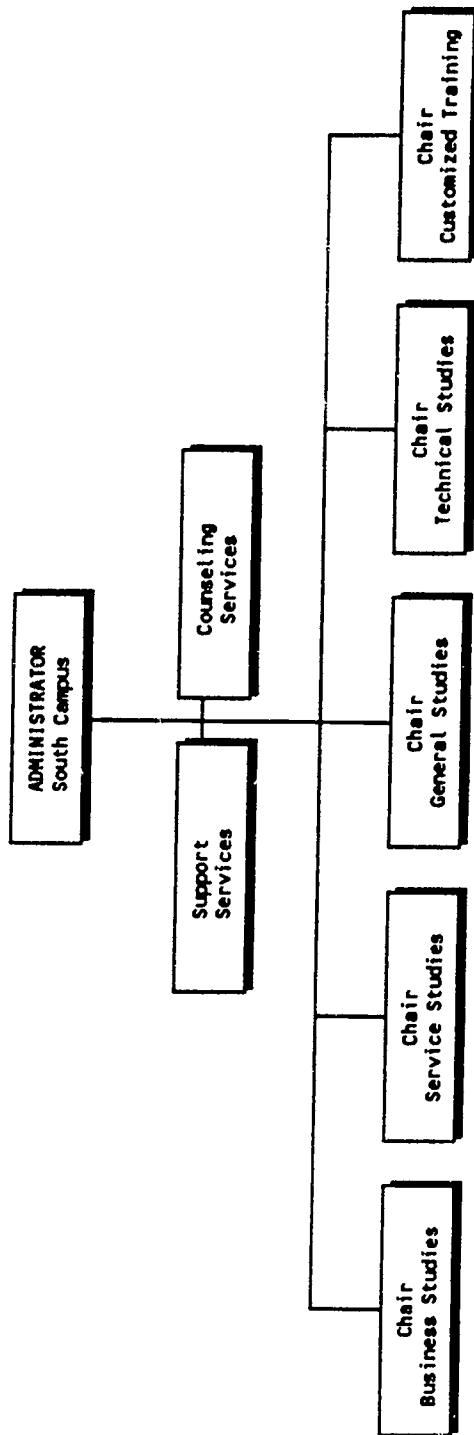 ADMINISTRATOR
South Campus
Support
Services
Counseling
Services
Chair
Business Studies
Chair
Service Studies
Chair
General Studies
Chair
Technical Studies
Chair
Customized Training